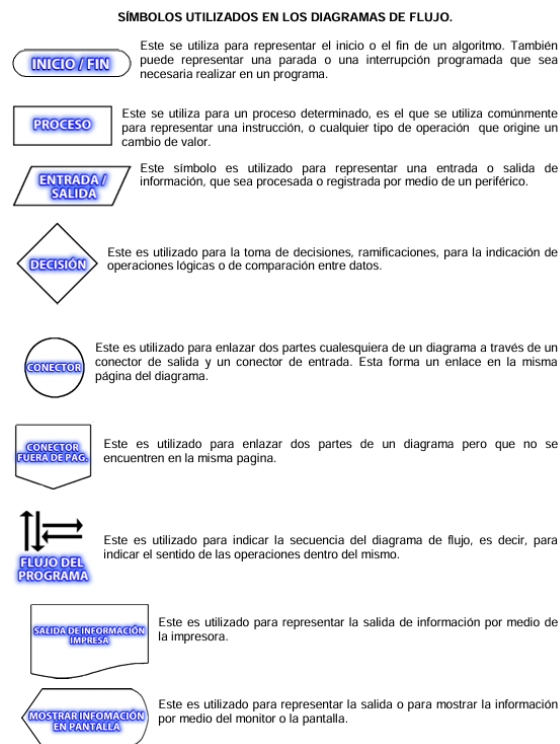 SÍMBOLOS UTILIZADOS EN LOS DIAGRAMAS DE FLUJO.
INICIO / FIN
Este se utiliza para representar el inicio o el fin de un algoritmo. También
puede representar una parada o una interrupción programada que sea
necesaria realizar en un programa.
PROCESO
Este se utiliza para un proceso determinado, es el que se utiliza comúnmente
para representar una instrucción, o cualquier tipo de operación que origine un
cambio de valor.
ENTRADA /
SALIDA
Este símbolo es utilizado para representar una entrada o salida de
información, que sea procesada o registrada por medio de un periférico.
DECISIÓN
Este es utilizado para la toma de decisiones, ramificaciones, para la indicación de
operaciones lógicas o de comparación entre datos.
CONECTOR
Este es utilizado para enlazar dos partes cualesquiera de un diagrama a través de un
conector de salida y un conector de entrada. Esta forma un enlace en la misma
página del diagrama.
CONECTOR
FUERA DE PAG.
Este es utilizado para enlazar dos partes de un diagrama pero que no se
encuentren en la misma pagina.
FLUJO DEL
PROGRAMA
Este es utilizado para indicar la secuencia del diagrama de flujo, es decir, para
indicar el sentido de las operaciones dentro del mismo.
SALIDA DE INFORMACIÓN
IMPRESA
Este es utilizado para representar la salida de información por medio de
la impresora.
MOSTRAR INFOMACIÓN
EN PANTALLA
Este es utilizado para representar la salida o para mostrar la información
por medio del monitor o la pantalla.